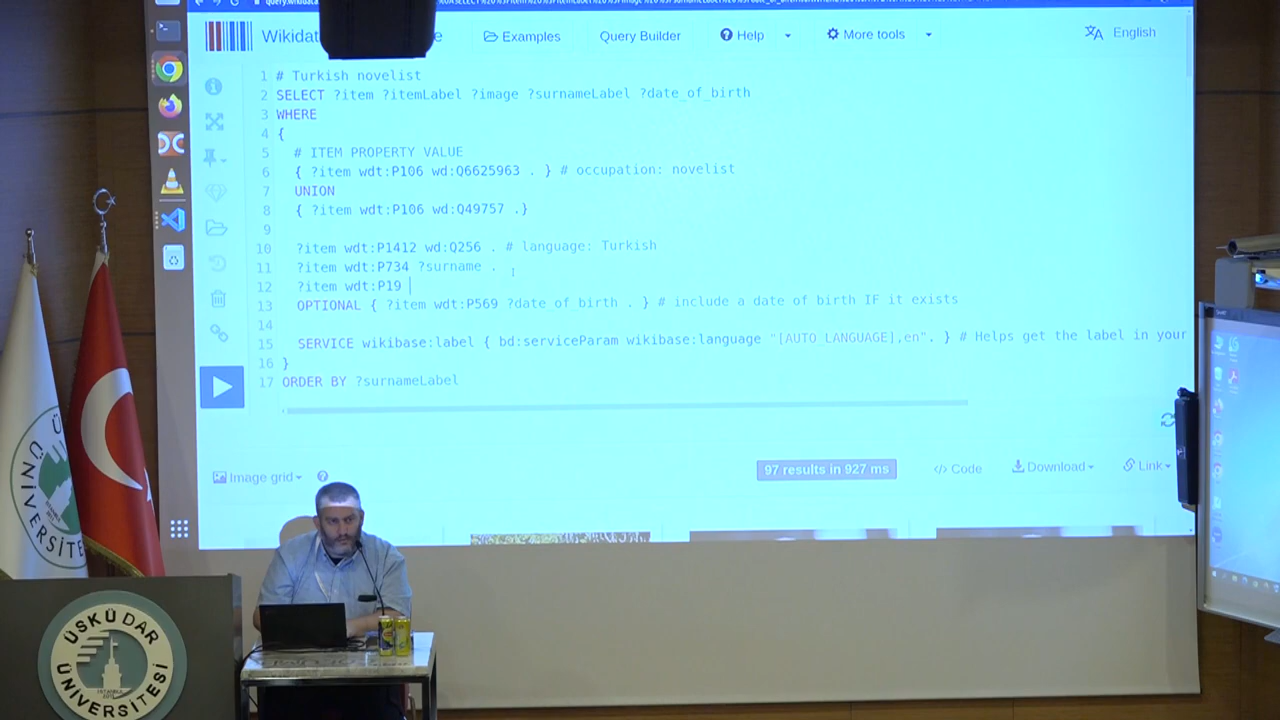 Examples Query Builder Help More tools English
1 # Turkish novelist
2 SELECT ?item ?itemLabel ?image ?surnameLabel ?date_of_birth
3 WHERE
4 {
5 # ITEM PROPERTY VALUE
6 { ?item wdt:P106 wd:Q6625963 . } # occupation: novelist
7 UNION
8 { ?item wdt:P106 wd:Q49757 .}
9
10 ?item wdt:P1412 wd:Q256 . # language: Turkish
11 ?item wdt:P734 ?surname .
12 ?item wdt:P19
13 OPTIONAL { ?item wdt:P569 ?date of birth . } # include a date of birth IF it exists
14
15 SERVICE wikibase:label { bd:serviceParam wikibase:language "[AUTO LANGUAGE],en". } # Helps get the label in your
16 }
17 ORDER BY ?surnameLabel
Image grid 97 results in 927 ms </> Code Download Link
ÜSKÜDAR
ÜNİVERSİTESİ